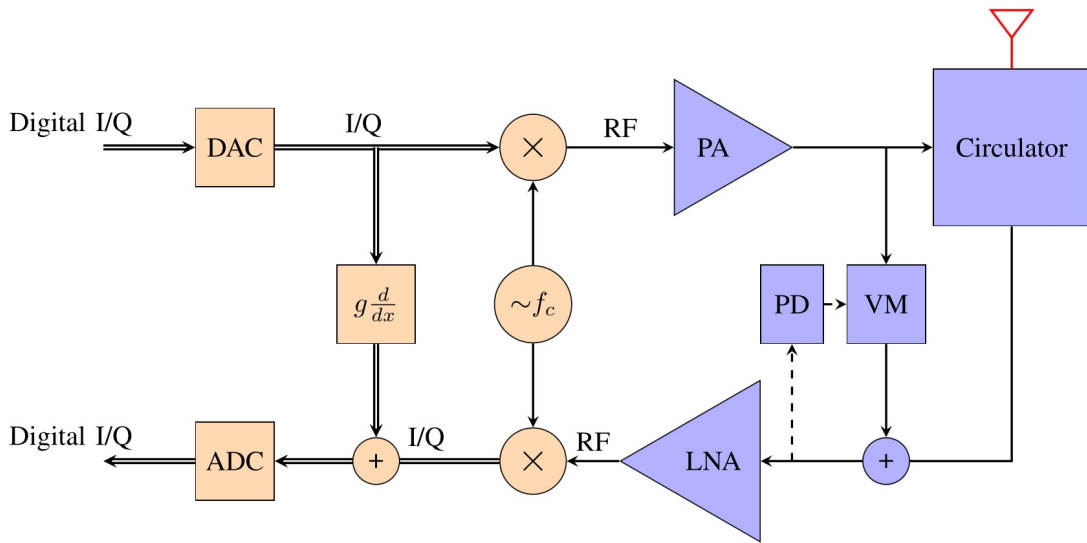 Digital I/Q
DAC
I/Q
×
RF
PA
Circulator
g d/dx
~f_c
PD
VM
Digital I/Q
ADC
+
I/Q
×
RF
LNA
+